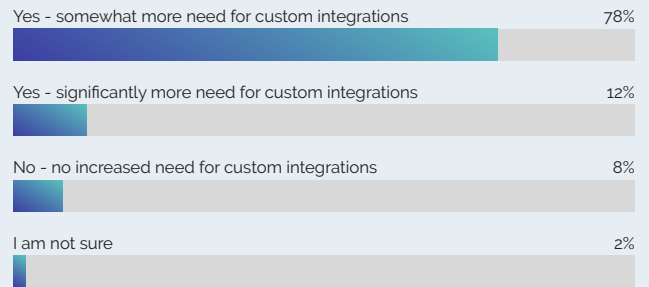 Yes - somewhat more need for custom integrations 78%
Yes - significantly more need for custom integrations 12%
No - no increased need for custom integrations 8%
I am not sure 2%